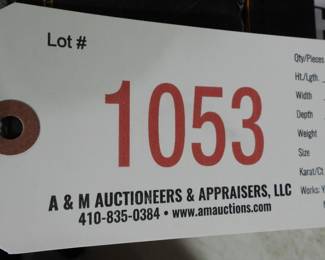 Lot #
1053
A & M AUCTIONEERS & APPRAISERS, LLC
410-835-0384 • www.amauctions.com
Qty/Pieces
Ht./Lgth.
Width
Depth
Weight
Size
Karat/Ct
Works: Y